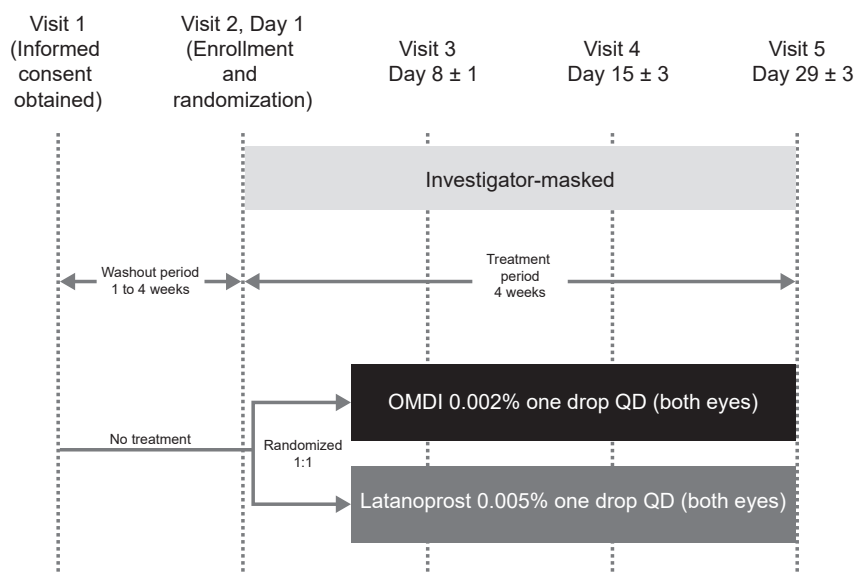 Visit 1
(Informed
consent
obtained)
Visit 2, Day 1
(Enrollment
and
randomization)
Visit 3
Day 8 ± 1
Visit 4
Day 15 ± 3
Visit 5
Day 29 ± 3
Investigator-masked
Washout period
1 to 4 weeks
Treatment
period
4 weeks
OMDI 0.002% one drop QD (both eyes)
No treatment
Randomized
1:1
Latanoprost 0.005% one drop QD (both eyes)